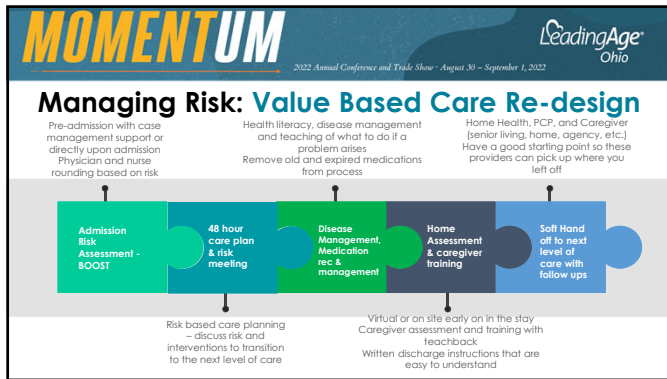 MOMENTUM
LeadingAge®
Ohio
2022 Annual Conference and Trade Show · August 30 – September 1, 2022
Managing Risk: Value Based Care Re-design
Pre-admission with case
management support or
directly upon admission
Physician and nurse
rounding based on risk
Health literacy, disease management
and teaching of what to do if a
problem arises
Remove old and expired medications
from process
Home Health, PCP, and Caregiver
(senior living, home, agency, etc.)
Have a good starting point so these
providers can pick up where you
left off
Admission
Risk
Assessment -
BOOST
48 hour
care plan
& risk
meeting
Disease
Management,
Medication
rec &
management
Home
Assessment
& caregiver
training
Soft Hand
off to next
level of
care with
follow ups
Risk based care planning
– discuss risk and
interventions to transition
to the next level of care
Virtual or on site early on in the stay
Caregiver assessment and training with
teachback
Written discharge instructions that are
easy to understand